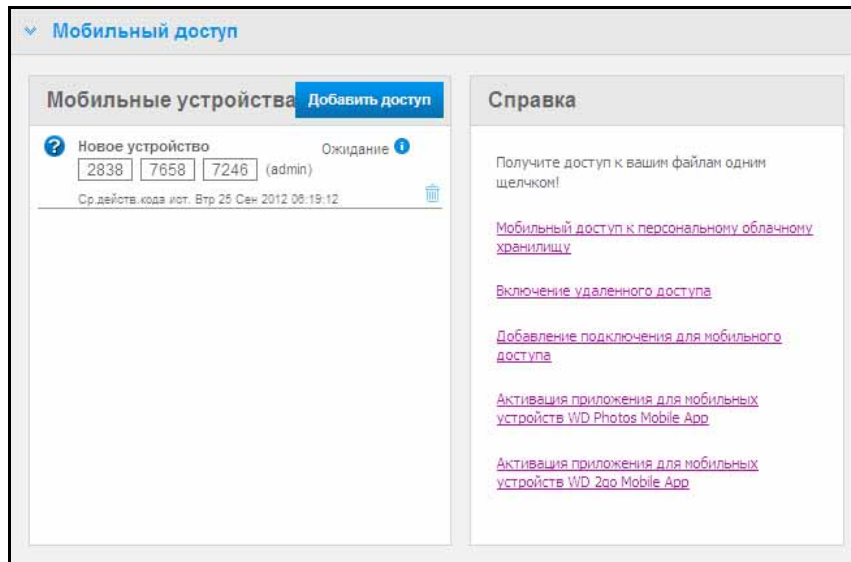 Мобильный доступ
Мобильные устройства
Добавить доступ
Новое устройство
Ожидание
2838 7658 7246 (admin)
Ср.действ.кода ист. Втр 25 Сен 2012 06:19:12
Справка
Получите доступ к вашим файлам одним
щелчком!
Мобильный доступ к персональному облачному
хранилищу
Включение удаленного доступа
Добавление подключения для мобильного
доступа
Активация приложения для мобильных
устройств WD Photos Mobile App
Активация приложения для мобильных
устройств WD 2go Mobile App